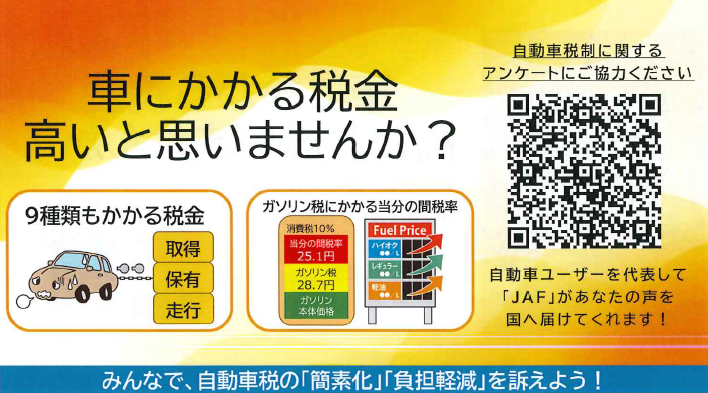 車にかかる税金
高いと思いませんか？
自動車税制に関する
アンケートにご協力ください
9種類もかかる税金
取得
保有
走行
ガソリン税にかかる当分の間税率
消費税10%
当分の間税率
25.1円
ガソリン税
28.7円
ガソリン
本体価格
Fuel Price
ハイオク
●● L
レギュラー
●● L
軽油
●● L
自動車ユーザーを代表して
「JAF」があなたの声を
国へ届けてくれます！
みんなで、自動車税の「簡素化」「負担軽減」を訴えよう！